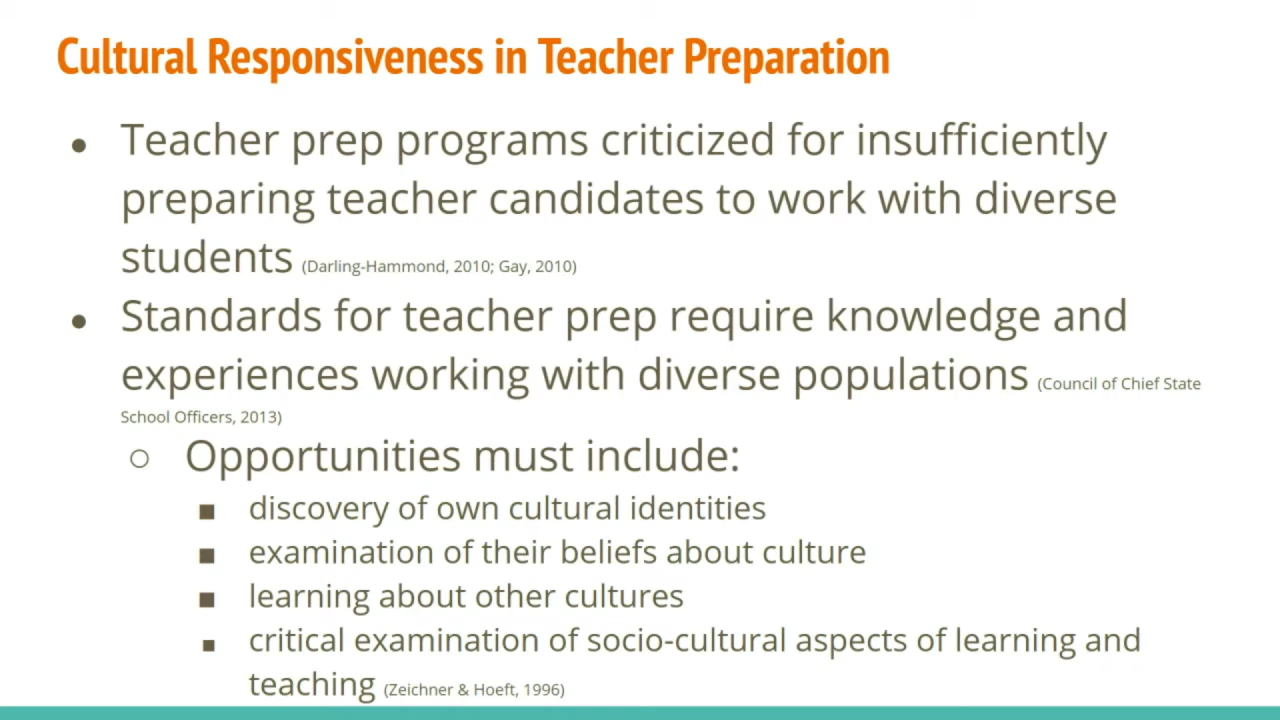 Cultural Responsiveness in Teacher Preparation
● Teacher prep programs criticized for insufficiently
preparing teacher candidates to work with diverse
students (Darling-Hammond, 2010; Gay, 2010)
● Standards for teacher prep require knowledge and
experiences working with diverse populations (Council of Chief State
School Officers, 2013)
○ Opportunities must include:
■ discovery of own cultural identities
■ examination of their beliefs about culture
■ learning about other cultures
■ critical examination of socio-cultural aspects of learning and
teaching (Zeichner & Hoeft, 1996)